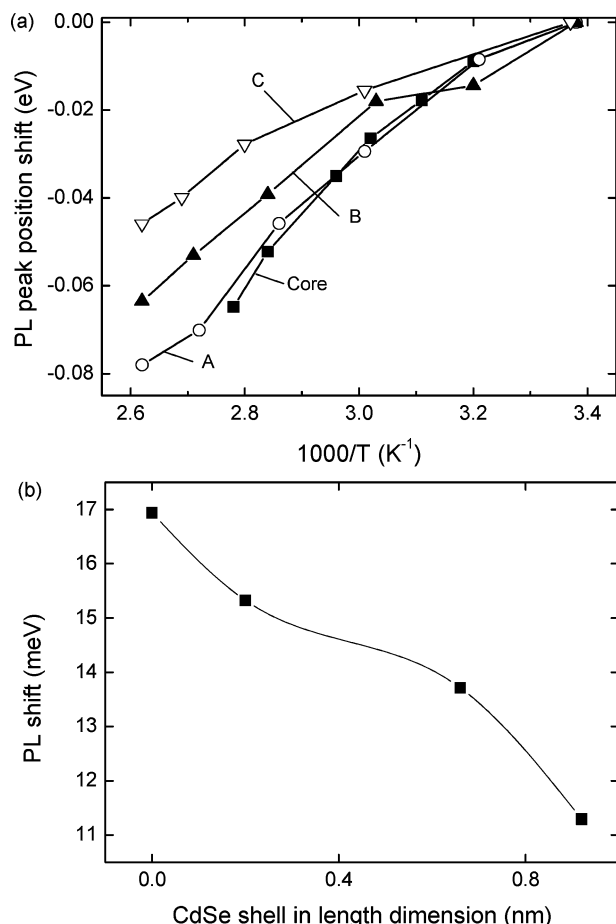 (a)
0.00
-0.02
-0.04
-0.06
-0.08
PL peak position shift (eV)
C
B
Core
A
2.6 2.8 3.0 3.2 3.4
1000/T (K⁻¹)
(b)
17
16
15
14
13
12
11
PL shift (meV)
0.0 0.4 0.8
CdSe shell in length dimension (nm)